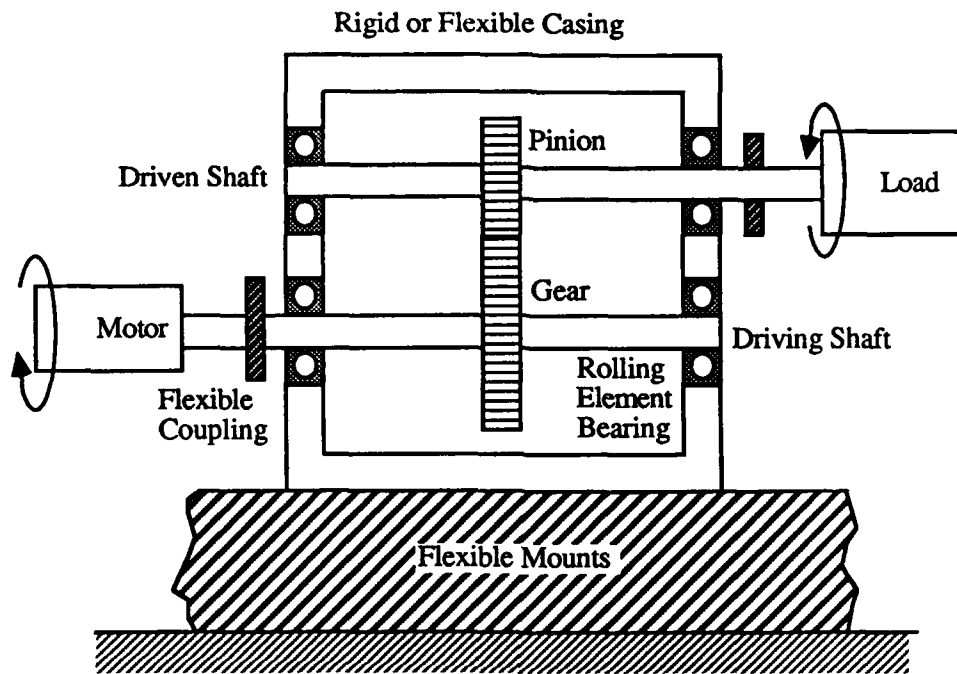 Rigid or Flexible Casing
Pinion
Driven Shaft
Load
Gear
Motor
Driving Shaft
Flexible
Coupling
Rolling
Element
Bearing
Flexible Mounts